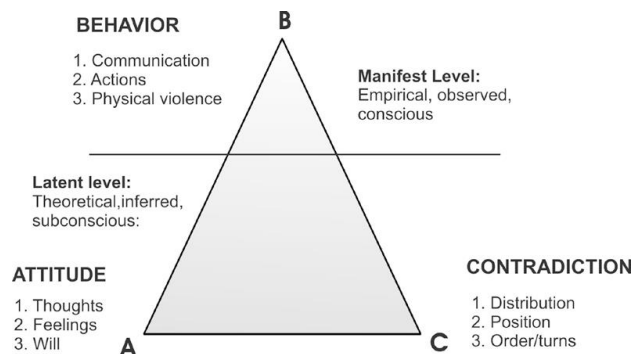 BEHAVIOR
B
1. Communication
2. Actions
3. Physical violence
Manifest Level:
Empirical, observed,
conscious
Latent level:
Theoretical,inferred,
subconscious:
ATTITUDE
1. Thoughts
2. Feelings
3. Will
A
CONTRADICTION
1. Distribution
2. Position
3. Order/turns
C